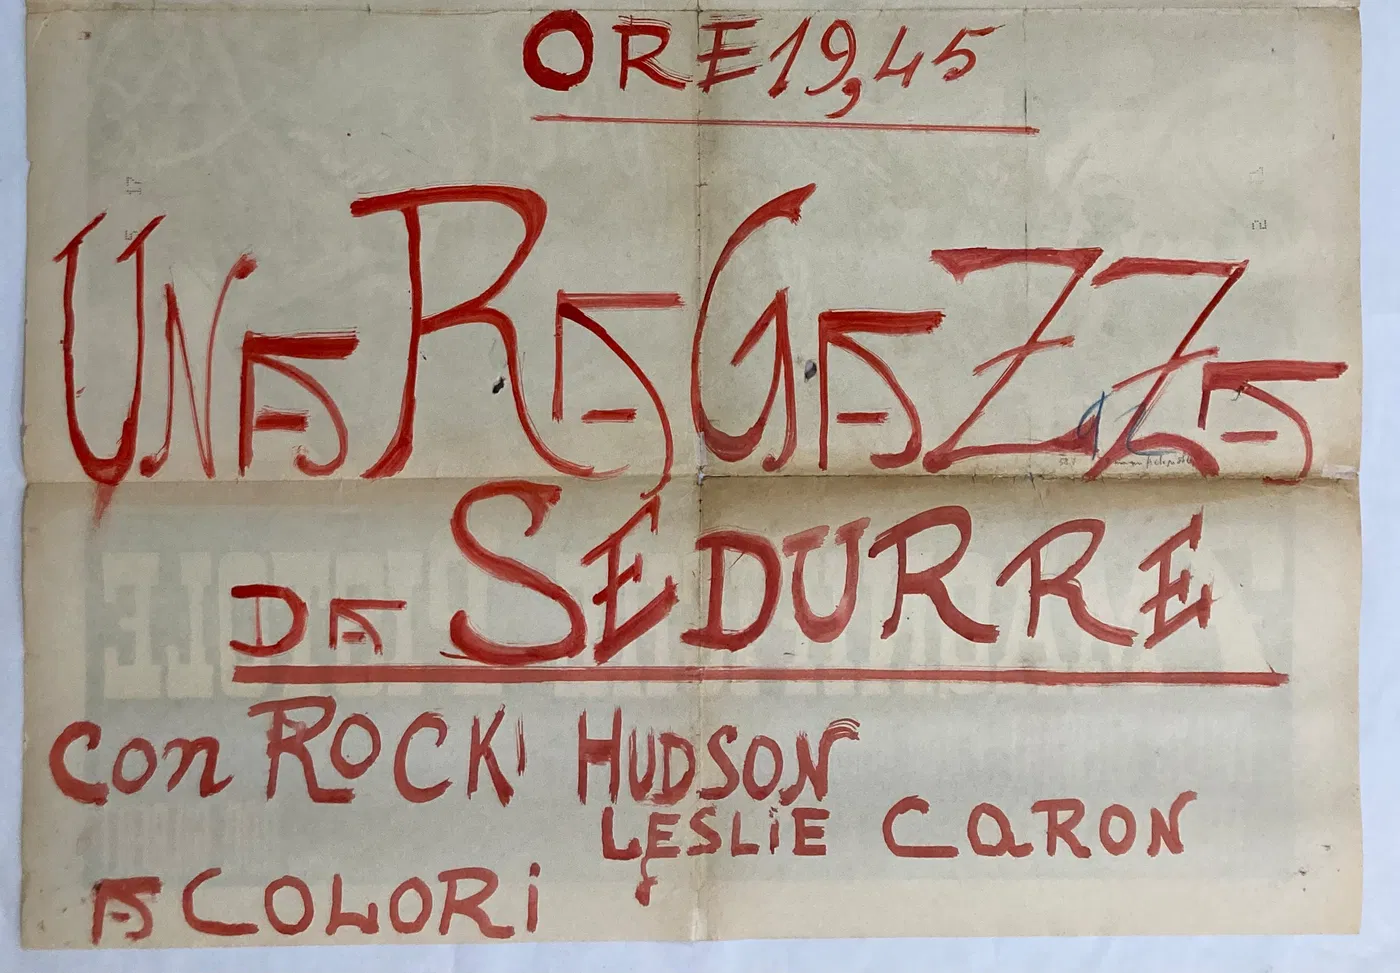 ORE 19,45
UNA RAGAZZA
DA SEDURRE
con ROCKI HUDSON
LESLIE CARON
A COLORI